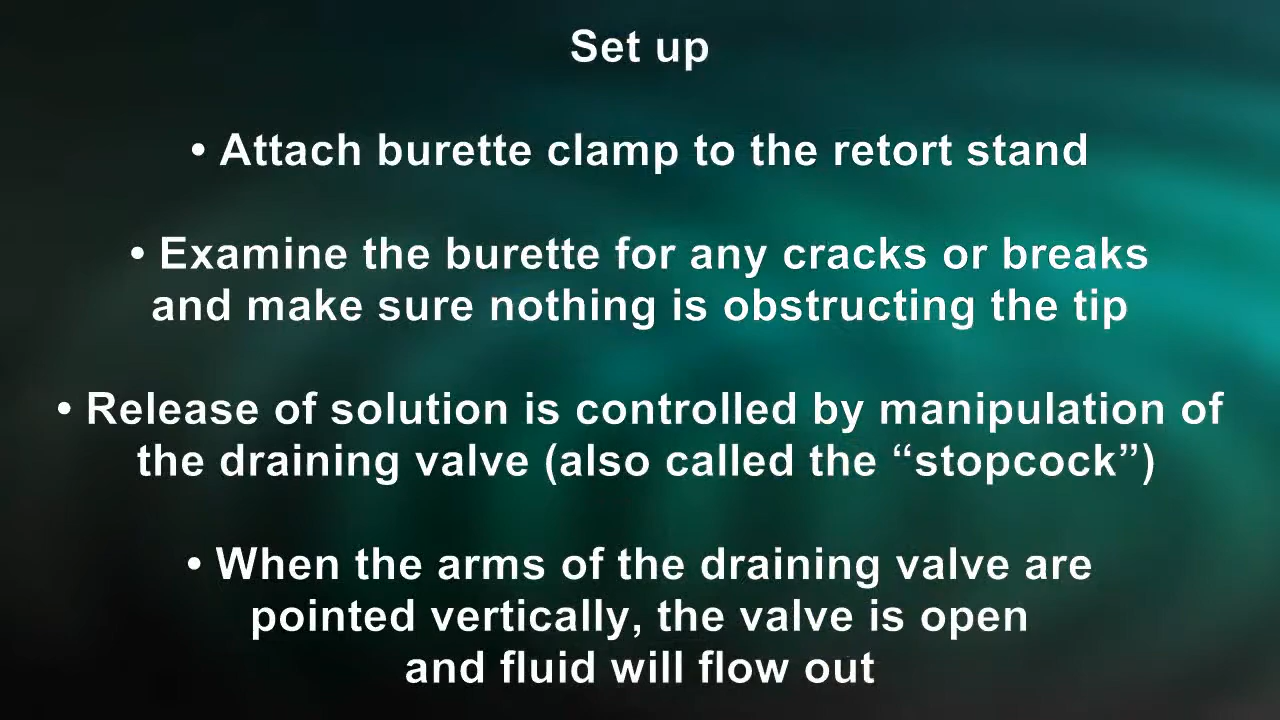 Set up
• Attach burette clamp to the retort stand
• Examine the burette for any cracks or breaks
and make sure nothing is obstructing the tip
• Release of solution is controlled by manipulation of
the draining valve (also called the “stopcock”)
• When the arms of the draining valve are
pointed vertically, the valve is open
and fluid will flow out